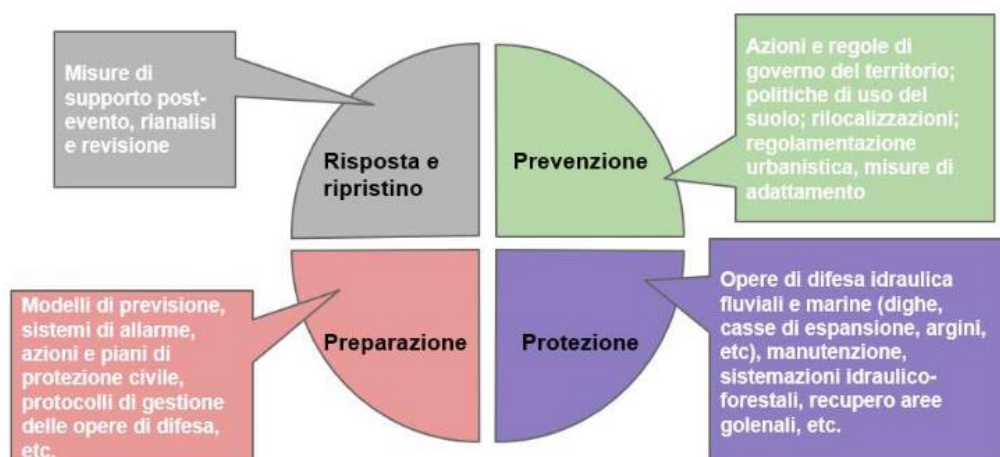 Misure di
supporto post-
evento, rianalisi
e revisione
Risposta e
ripristino
Prevenzione
Azioni e regole di
governo del territorio;
politiche di uso del
suolo; rilocalizzazioni;
regolamentazione
urbanistica, misure di
adattamento
Modelli di previsione,
sistemi di allarme,
azioni e piani di
protezione civile,
protocolli di gestione
delle opere di difesa,
etc.
Preparazione
Protezione
Opere di difesa idraulica
fluviali e marine (dighe,
casse di espansione, argini,
etc), manutenzione,
sistemazioni idraulico-
forestali, recupero aree
golenali, etc.